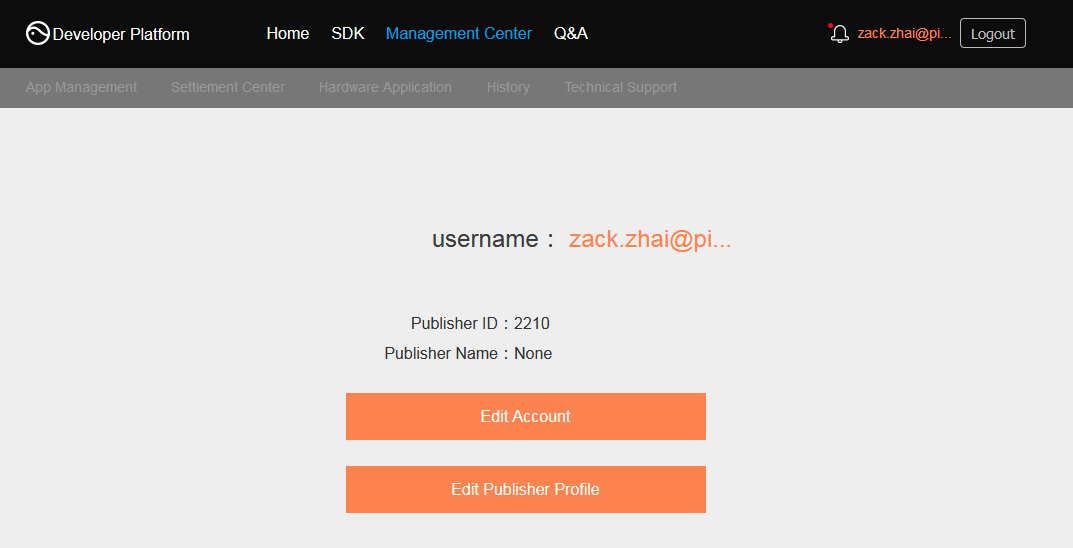 Developer Platform Home SDK Management Center Q&A zack.zhai@pi... Logout
App Management Settlement Center Hardware Application History Technical Support
username： zack.zhai@pi...
Publisher ID：2210
Publisher Name：None
Edit Account
Edit Publisher Profile